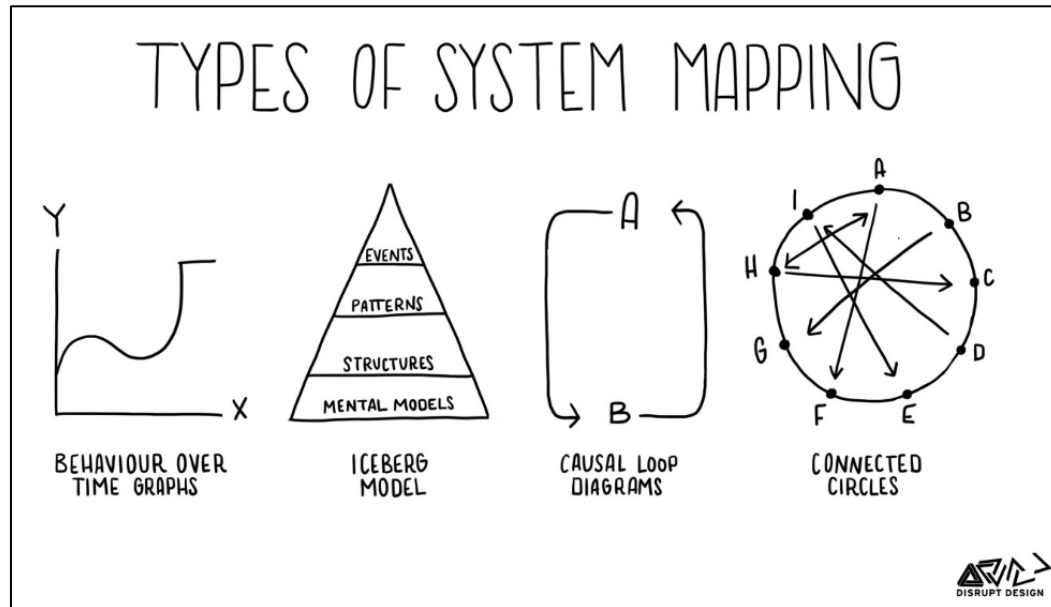 TYPES OF SYSTEM MAPPING
Y
X
BEHAVIOUR OVER
TIME GRAPHS
EVENTS
PATTERNS
STRUCTURES
MENTAL MODELS
ICEBERG
MODEL
A
B
CAUSAL LOOP
DIAGRAMS
A
B
C
D
E
F
G
H
I
CONNECTED
CIRCLES
DISRUPT DESIGN